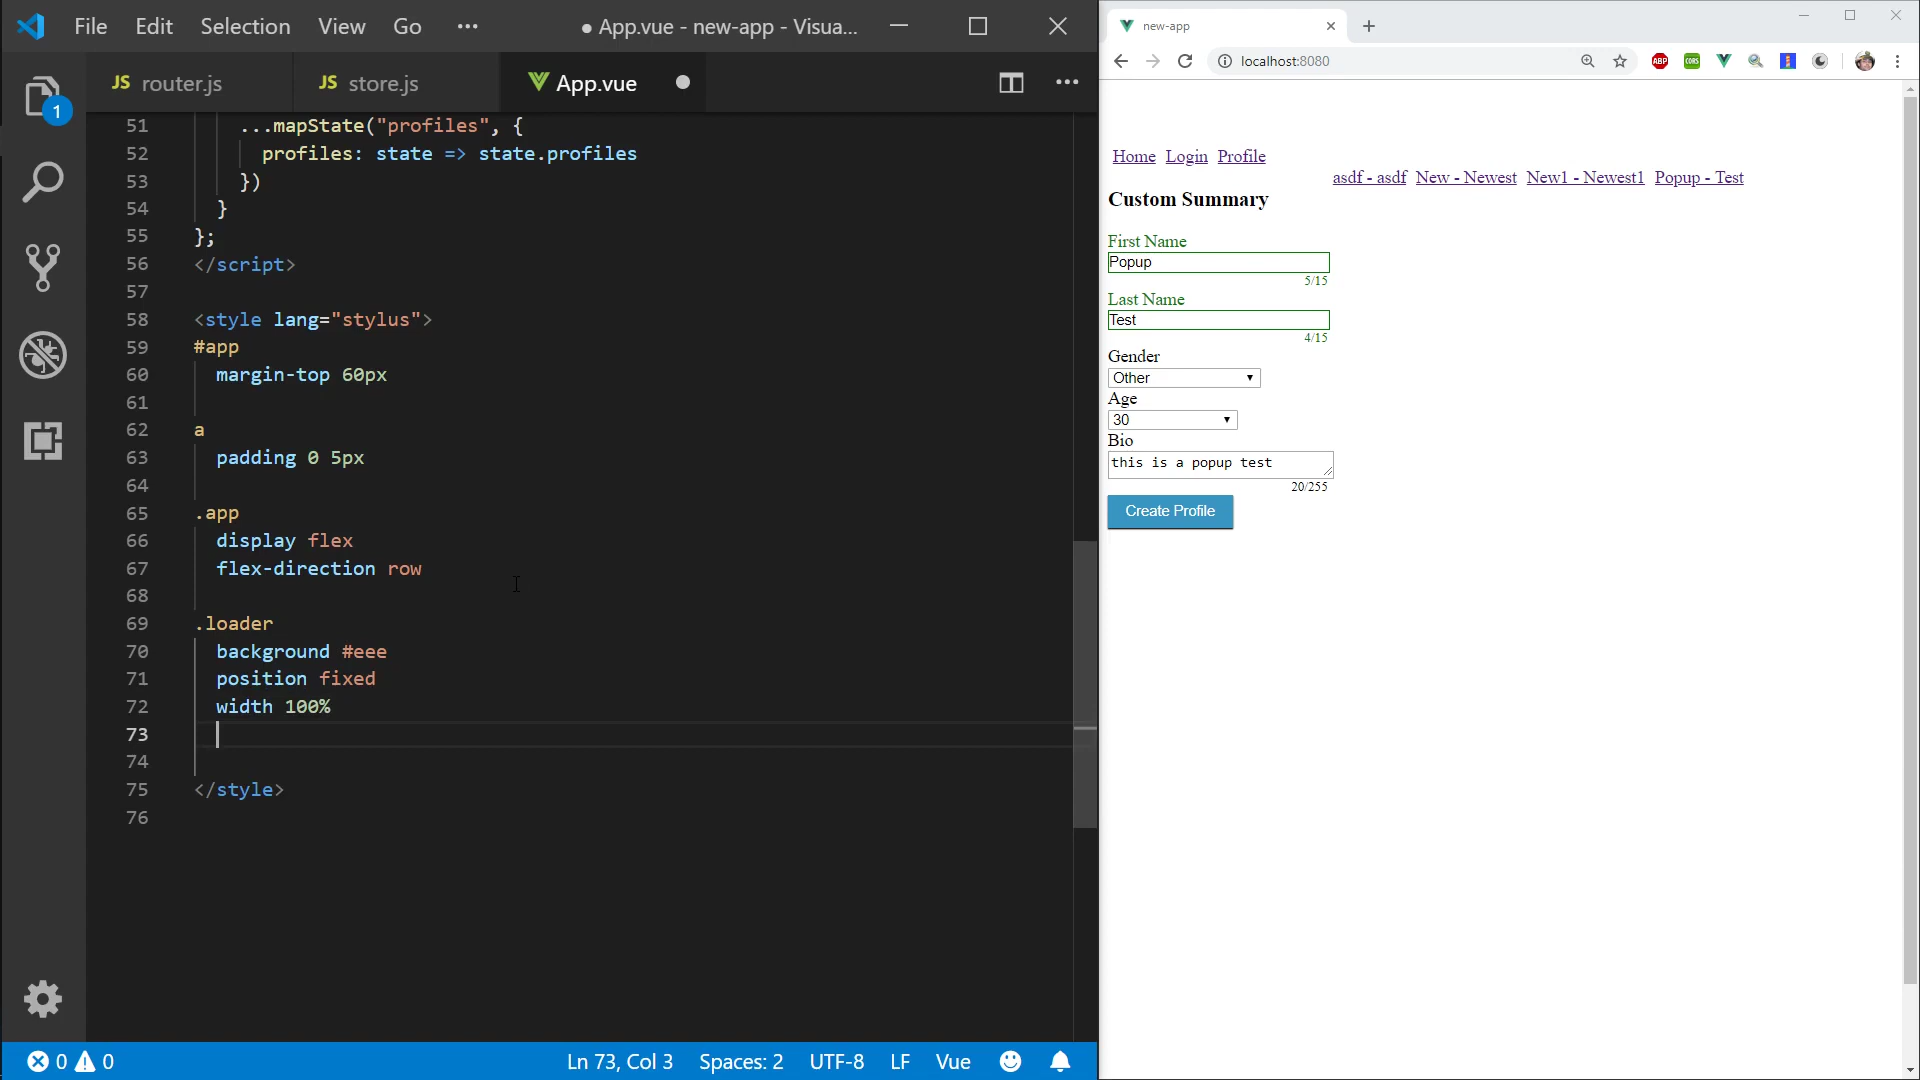 File Edit Selection View Go ••• ● App.vue - new-app - Visua...
JS router.js JS store.js App.vue
1
51 ...mapState("profiles", {
52 profiles: state => state.profiles
53 })
54 }
55 };
56 </script>
57
58 <style lang="stylus">
59 #app
60 margin-top 60px
61
62 a
63 padding 0 5px
64
65 .app
66 display flex
67 flex-direction row
68
69 .loader
70 background #eee
71 position fixed
72 width 100%
73
74
75 </style>
76
0 0 Ln 73, Col 3 Spaces: 2 UTF-8 LF Vue
new-app
localhost:8080
ABP CORS
Home Login Profile
asdf - asdf New - Newest New1 - Newest1 Popup - Test
Custom Summary
First Name
Popup
5/15
Last Name
Test
4/15
Gender
Other
Age
30
Bio
this is a popup test
20/255
Create Profile